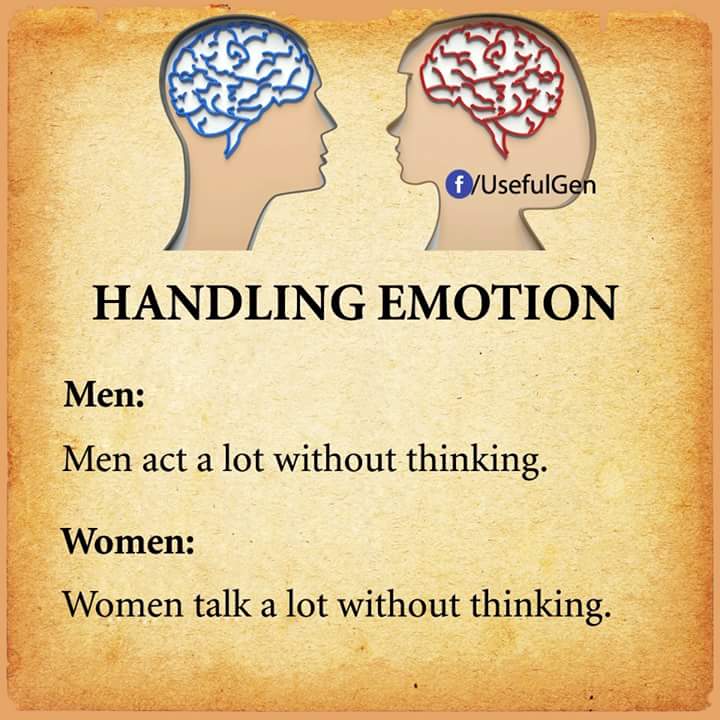 f/UsefulGen
HANDLING EMOTION
Men:
Men act a lot without thinking.
Women:
Women talk a lot without thinking.